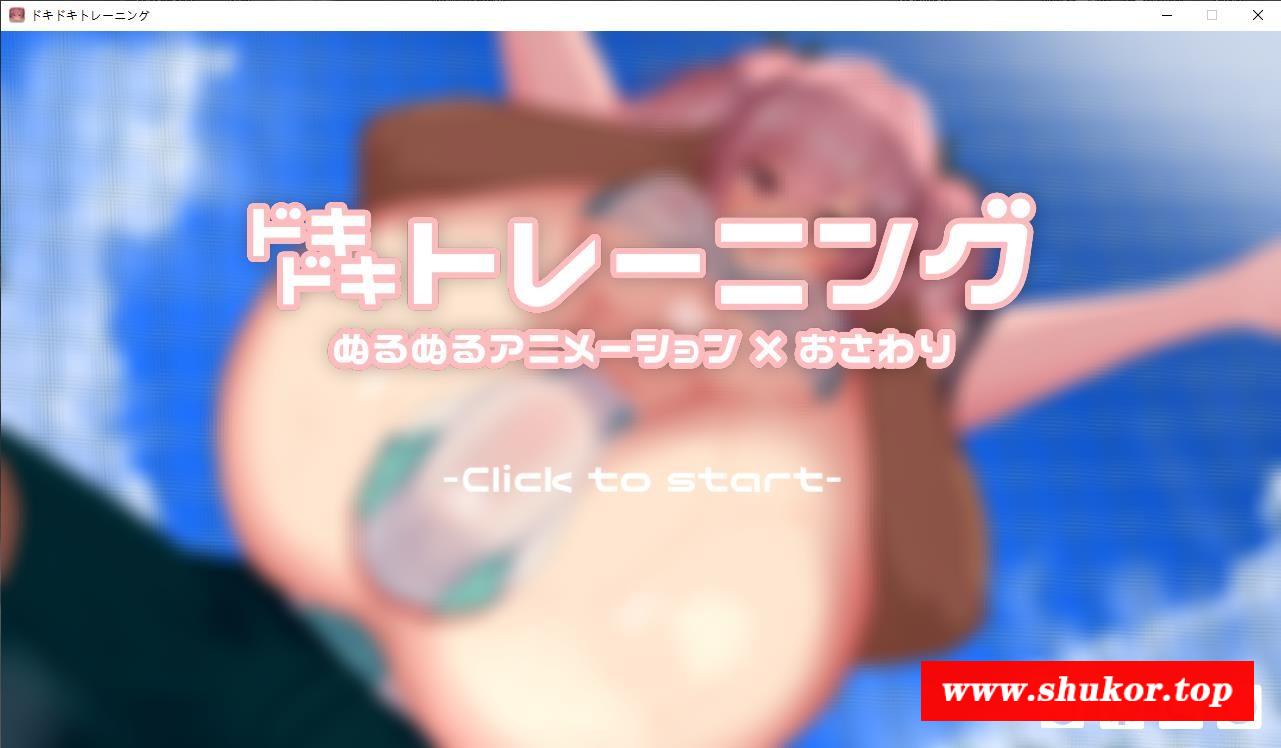 ドキドキトレーニング
ドキ
ドキトレーニング
ぬるぬるアニメーション × おさわり
-Click to start-
www.shukor.top